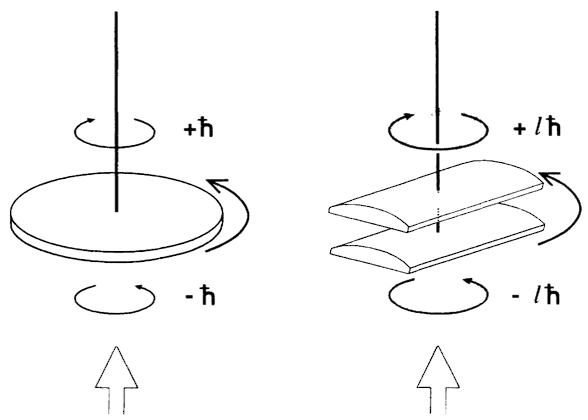 +ħ
+ lħ
-ħ
- lħ